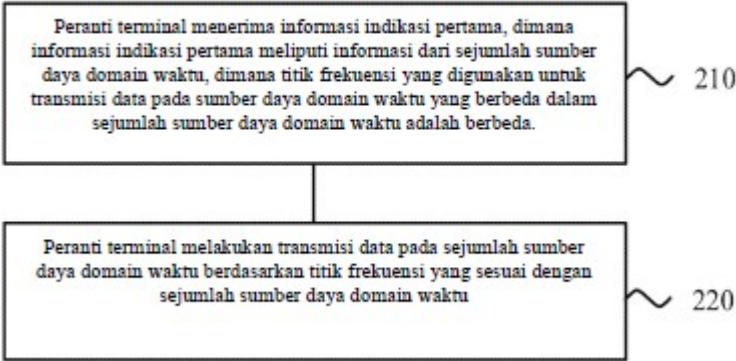 Peranti terminal menerima informasi indikasi pertama, dimana
informasi indikasi pertama meliputi informasi dari sejumlah sumber
daya domain waktu, dimana titik frekuensi yang digunakan untuk
transmisi data pada sumber daya domain waktu yang berbeda dalam
sejumlah sumber daya domain waktu adalah berbeda.
210
Peranti terminal melakukan transmisi data pada sejumlah sumber
daya domain waktu berdasarkan titik frekuensi yang sesuai dengan
sejumlah sumber daya domain waktu
220